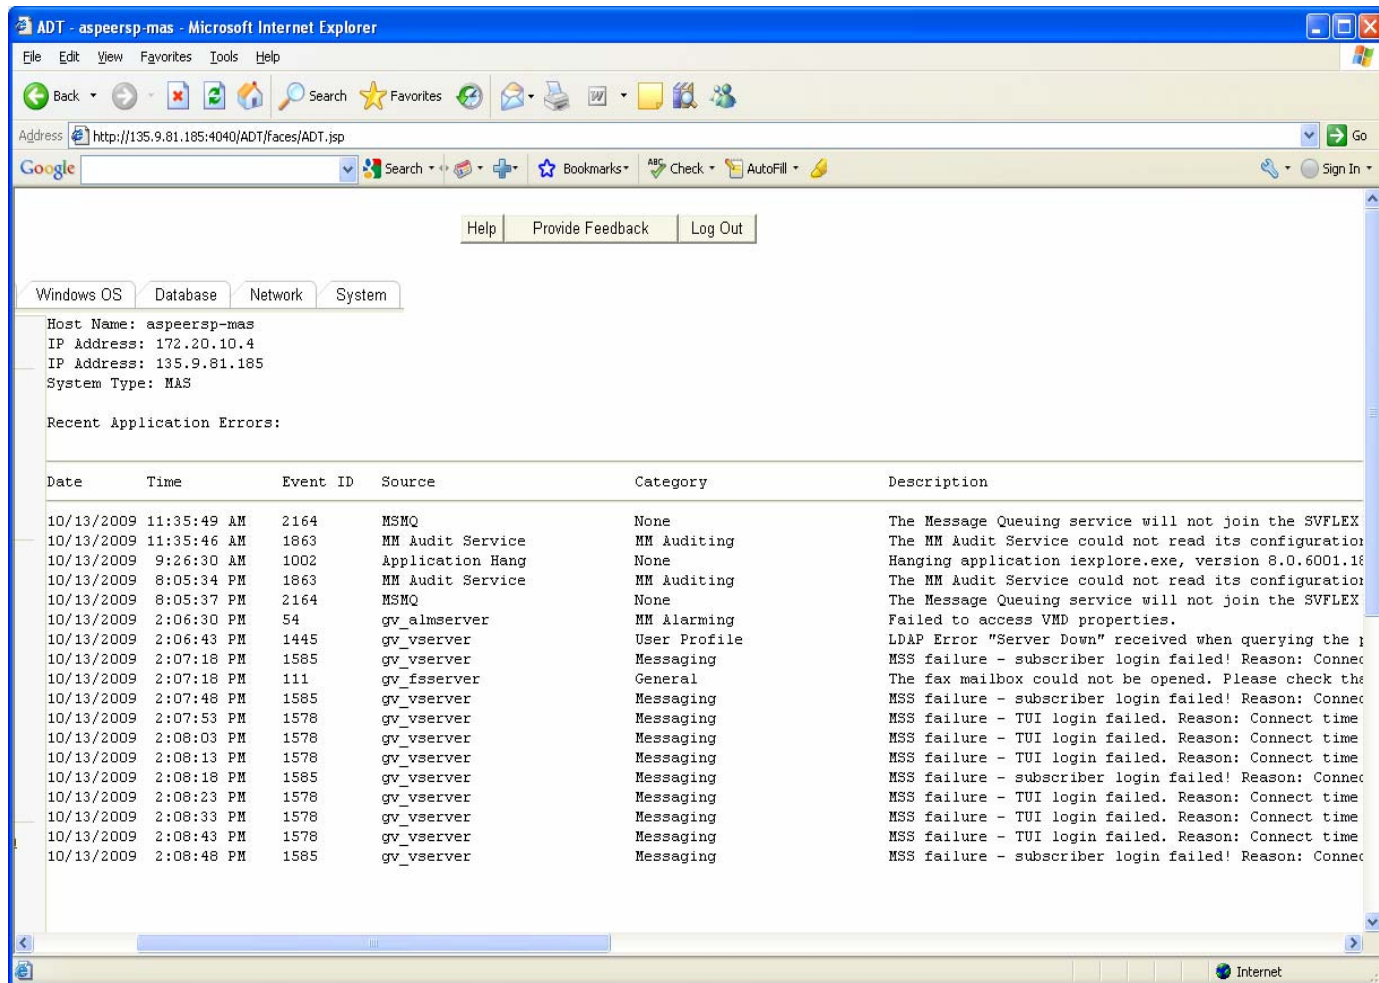 ADT - aspeersp-mas - Microsoft Internet Explorer
File Edit View Favorites Tools Help
Back Search Favorites
Address http://135.9.81.185:4040/ADT/faces/ADT.jsp Go
Google Search Bookmarks ABC Check AutoFill Sign In
Help Provide Feedback Log Out
Windows OS Database Network System
Host Name: aspeersp-mas
IP Address: 172.20.10.4
IP Address: 135.9.81.185
System Type: MAS
Recent Application Errors:
Date Time Event ID Source Category Description
10/13/2009 11:35:49 AM 2164 MSMQ None The Message Queuing service will not join the SVFLEX
10/13/2009 11:35:46 AM 1863 MM Audit Service MM Auditing The MM Audit Service could not read its configuration
10/13/2009 9:26:30 AM 1002 Application Hang None Hanging application iexplore.exe, version 8.0.6001.18
10/13/2009 8:05:34 PM 1863 MM Audit Service MM Auditing The MM Audit Service could not read its configuration
10/13/2009 8:05:37 PM 2164 MSMQ None The Message Queuing service will not join the SVFLEX
10/13/2009 2:06:30 PM 54 gv_almserver MM Alarming Failed to access VMD properties.
10/13/2009 2:06:43 PM 1445 gv_vserver User Profile LDAP Error "Server Down" received when querying the
10/13/2009 2:07:18 PM 1585 gv_vserver Messaging MSS failure - subscriber login failed! Reason: Connec
10/13/2009 2:07:18 PM 111 gv_fsserver General The fax mailbox could not be opened. Please check tha
10/13/2009 2:07:48 PM 1585 gv_vserver Messaging MSS failure - subscriber login failed! Reason: Connec
10/13/2009 2:07:53 PM 1578 gv_vserver Messaging MSS failure - TUI login failed. Reason: Connect time
10/13/2009 2:08:03 PM 1578 gv_vserver Messaging MSS failure - TUI login failed. Reason: Connect time
10/13/2009 2:08:13 PM 1578 gv_vserver Messaging MSS failure - TUI login failed. Reason: Connect time
10/13/2009 2:08:18 PM 1585 gv_vserver Messaging MSS failure - subscriber login failed! Reason: Connec
10/13/2009 2:08:23 PM 1578 gv_vserver Messaging MSS failure - TUI login failed. Reason: Connect time
10/13/2009 2:08:33 PM 1578 gv_vserver Messaging MSS failure - TUI login failed. Reason: Connect time
10/13/2009 2:08:43 PM 1578 gv_vserver Messaging MSS failure - TUI login failed. Reason: Connect time
10/13/2009 2:08:48 PM 1585 gv_vserver Messaging MSS failure - subscriber login failed! Reason: Connec
Internet